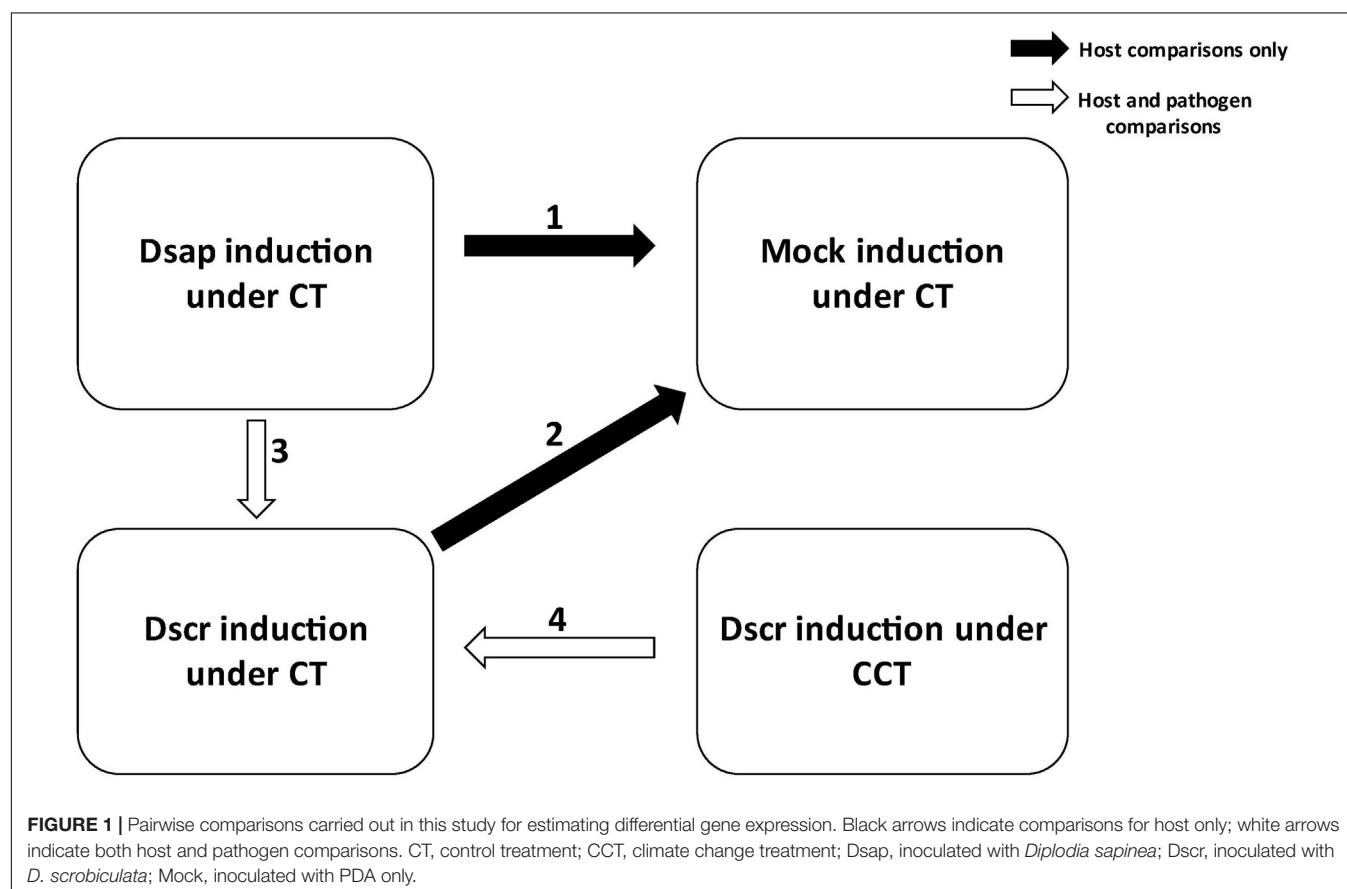 Host comparisons only
Host and pathogen
comparisons
Dsap induction
under CT
1
Mock induction
under CT
3
2
Dscr induction
under CT
4
Dscr induction under
CCT
FIGURE 1 | Pairwise comparisons carried out in this study for estimating differential gene expression. Black arrows indicate comparisons for host only; white arrows
indicate both host and pathogen comparisons. CT, control treatment; CCT, climate change treatment; Dsap, inoculated with Diplodia sapinea; Dscr, inoculated with
D. scrobiculata; Mock, inoculated with PDA only.